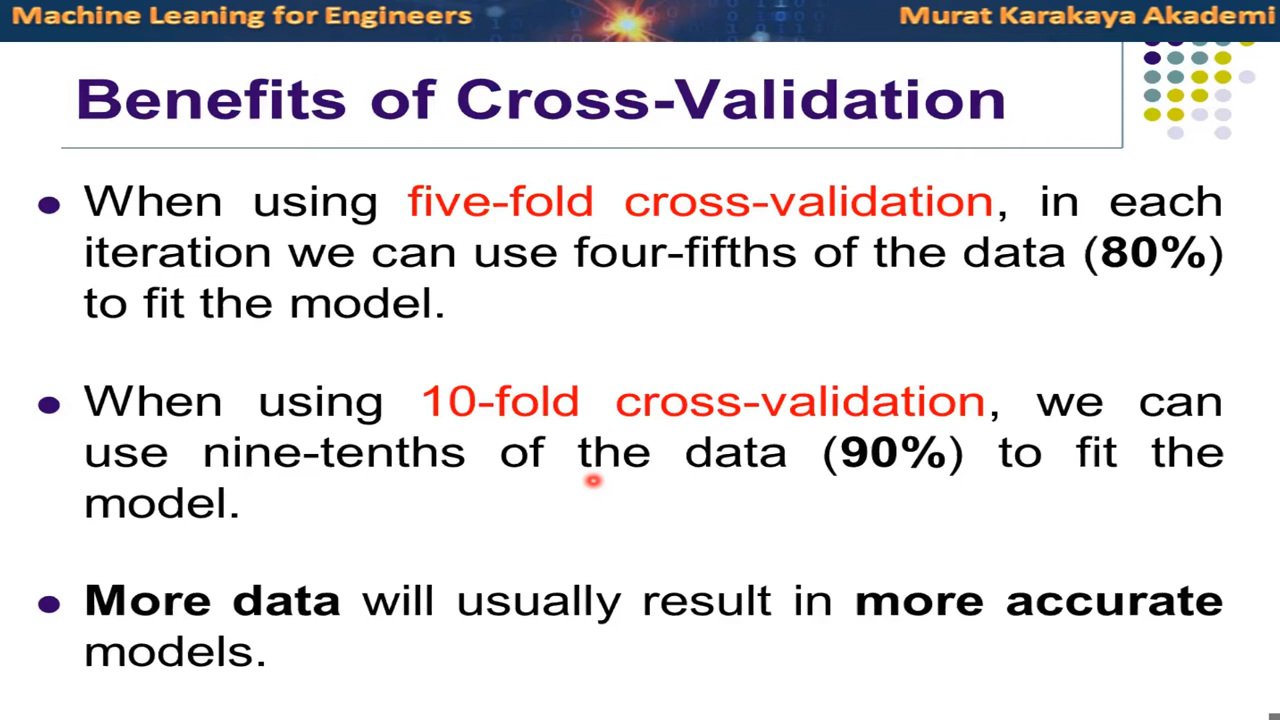 Machine Leaning for Engineers
Murat Karakaya Akademi
Benefits of Cross-Validation
When using five-fold cross-validation, in each
iteration we can use four-fifths of the data (80%)
to fit the model.
When using 10-fold cross-validation, we can
use nine-tenths of the data (90%) to fit the
model.
More data will usually result in more accurate
models.